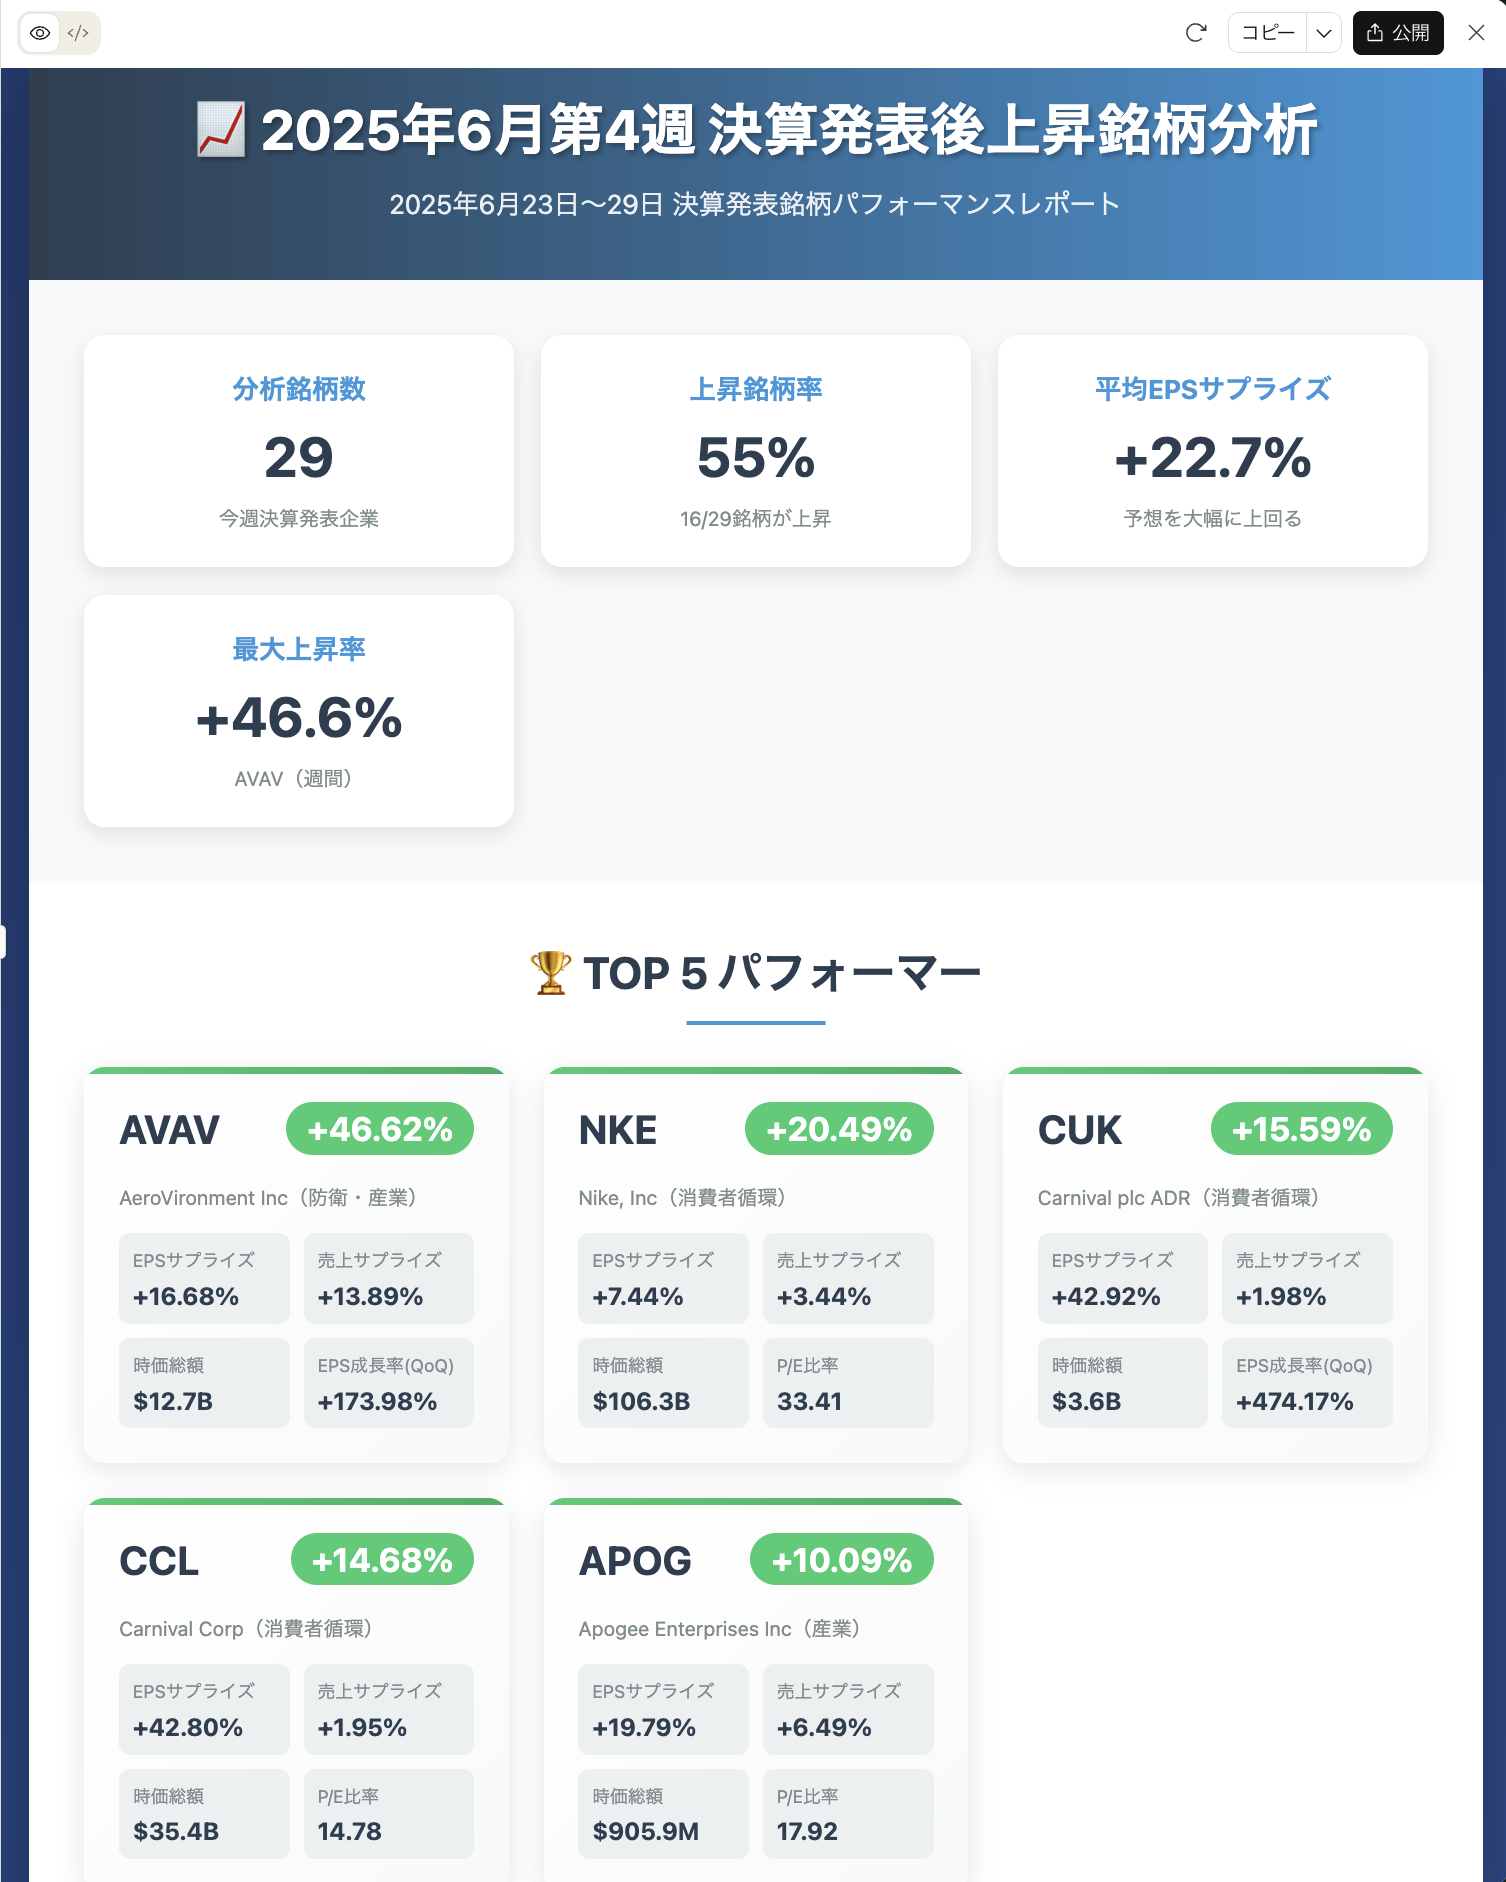 コピー
公開
📈 2025年6月第4週 決算発表後上昇銘柄分析
2025年6月23日〜29日 決算発表銘柄パフォーマンスレポート
分析銘柄数
29
今週決算発表企業
上昇銘柄率
55%
16/29銘柄が上昇
平均EPSサプライズ
+22.7%
予想を大幅に上回る
最大上昇率
+46.6%
AVAV（週間）
🏆 TOP 5 パフォーマー
AVAV
+46.62%
AeroVironment Inc（防衛・産業）
EPSサプライズ
+16.68%
売上サプライズ
+13.89%
時価総額
$12.7B
EPS成長率(QoQ)
+173.98%
NKE
+20.49%
Nike, Inc（消費者循環）
EPSサプライズ
+7.44%
売上サプライズ
+3.44%
時価総額
$106.3B
P/E比率
33.41
CUK
+15.59%
Carnival plc ADR（消費者循環）
EPSサプライズ
+42.92%
売上サプライズ
+1.98%
時価総額
$3.6B
EPS成長率(QoQ)
+474.17%
CCL
+14.68%
Carnival Corp（消費者循環）
EPSサプライズ
+42.80%
売上サプライズ
+1.95%
時価総額
$35.4B
P/E比率
14.78
APOG
+10.09%
Apogee Enterprises Inc（産業）
EPSサプライズ
+19.79%
売上サプライズ
+6.49%
時価総額
$905.9M
P/E比率
17.92